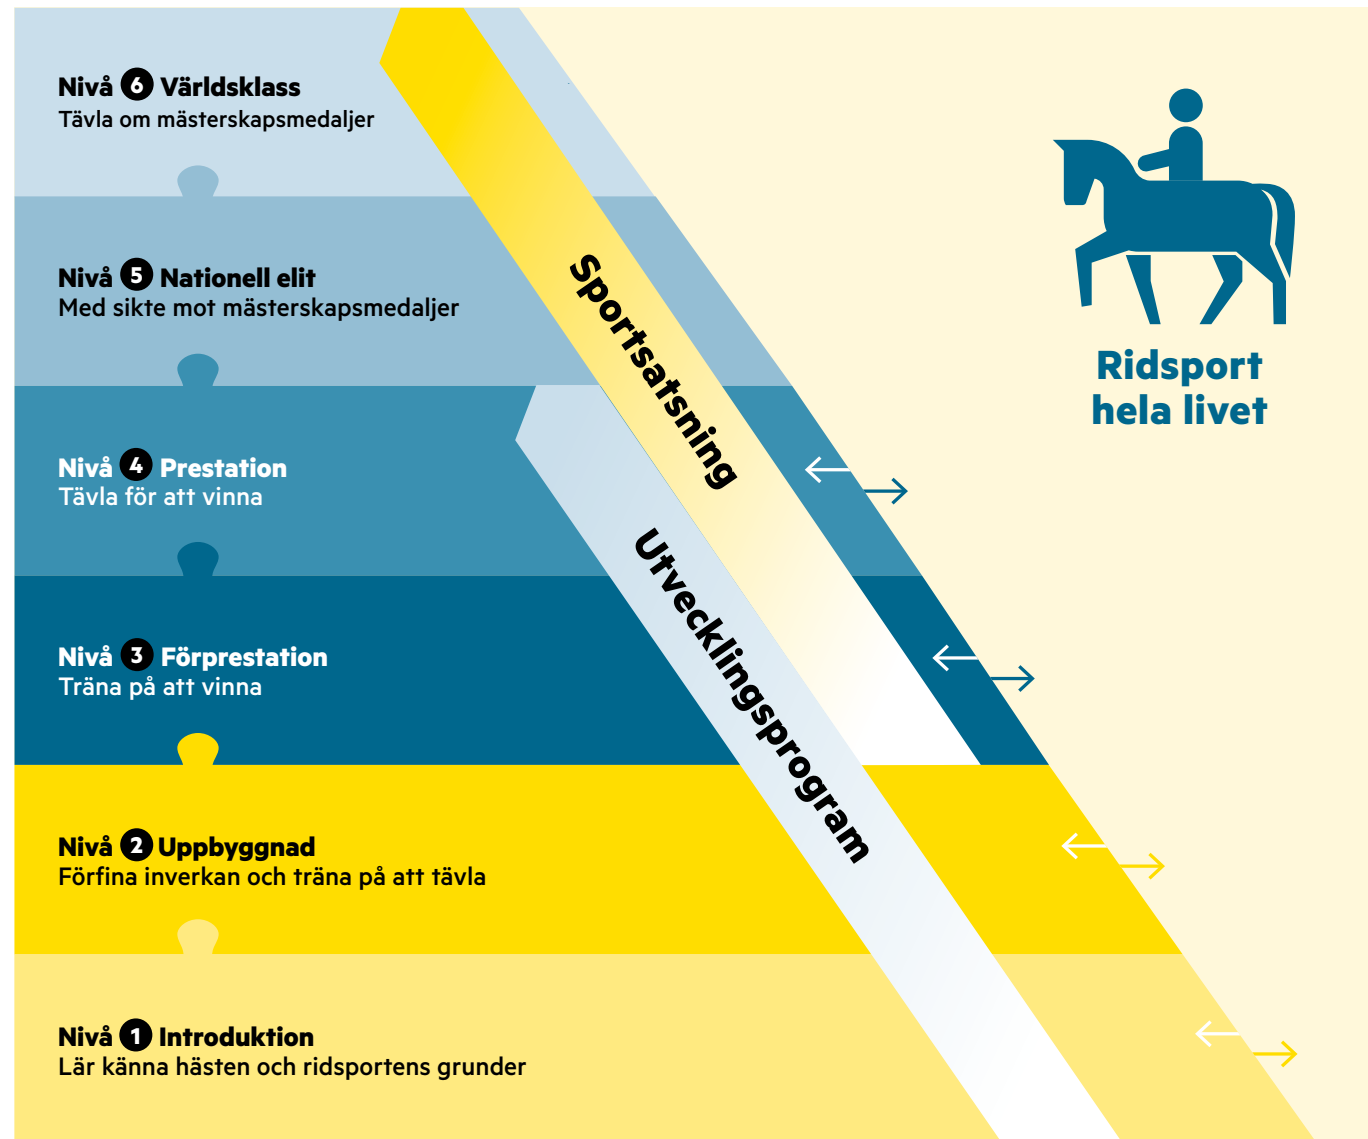 Nivå 6 Världsklass
Tävla om mästerskapsmedaljer
Nivå 5 Nationell elit
Med sikte mot mästerskapsmedaljer
Nivå 4 Prestation
Tävla för att vinna
Nivå 3 Förprestation
Träna på att vinna
Nivå 2 Uppbyggnad
Förfina inverkan och träna på att tävla
Nivå 1 Introduktion
Lär känna hästen och ridsportens grunder
Sportsatsning
Utvecklingsprogram
Ridsport
hela livet